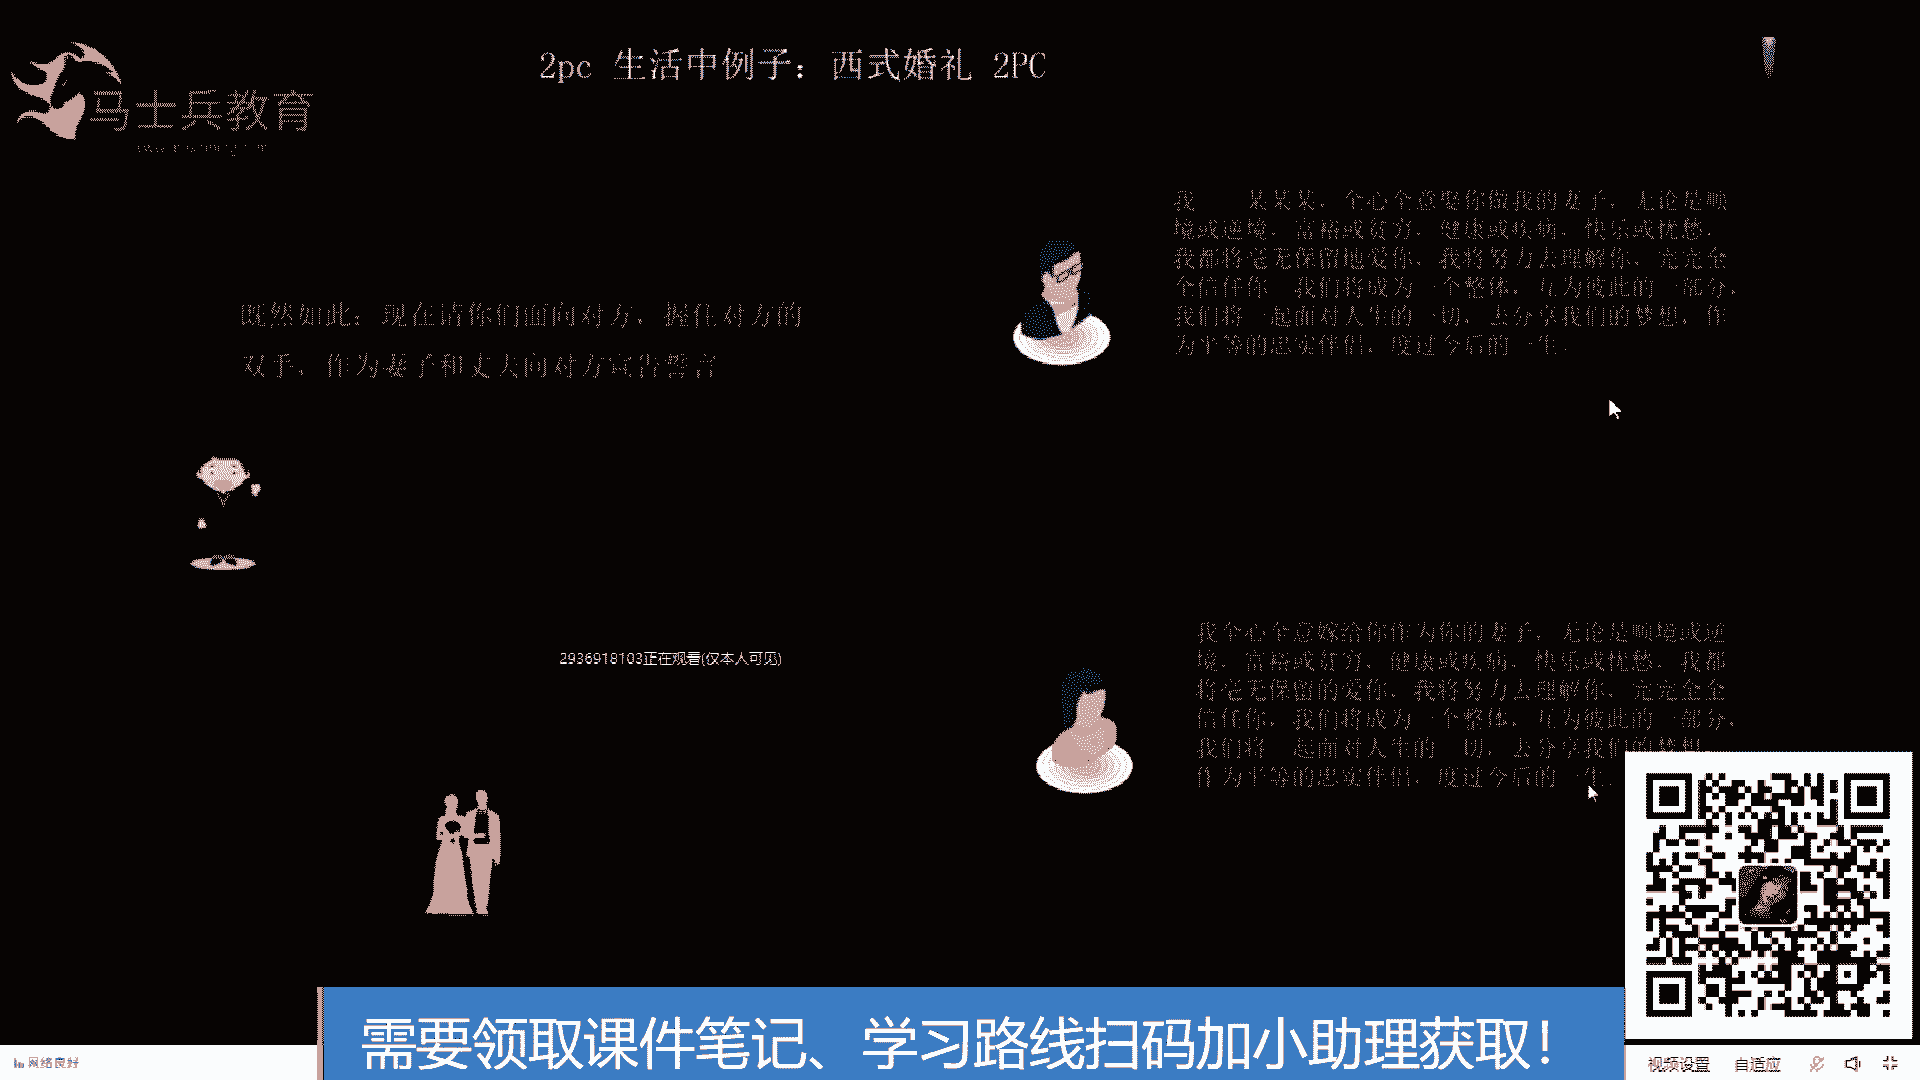 2pc 生活中例子：西式婚礼 2PC
马士兵教育
我 某某某，全心全意娶你做我的妻子，无论是顺
境或逆境，富裕或贫穷，健康或疾病，快乐或忧愁，
我都将毫无保留地爱你，我将努力去理解你，完完全
全信任你 我们将成为一个整体，互为彼此的一部分，
我们将一起面对人生的一切，去分享我们的梦想，作
为平等的忠实伴侣，度过今后的一生.
既然如此：现在请你们面向对方，握住对方的
双手，作为妻子和丈夫向对方宣告誓言
我全心全意嫁给你作为你的妻子，无论是顺境或逆
境，富裕或贫穷，健康或疾病，快乐或忧愁，我都
将毫无保留的爱你，我将努力去理解你，完完全全
信任你，我们将成为一个整体，互为彼此的一部分，
我们将一起面对人生的一切，去分享我们的梦想，
作为平等的忠实伴侣，度过今后的一生.
2936918103正在观看(仅本人可见)
需要领取课件笔记、学习路线扫码加小助理获取！
网络良好
视频设置 自适应